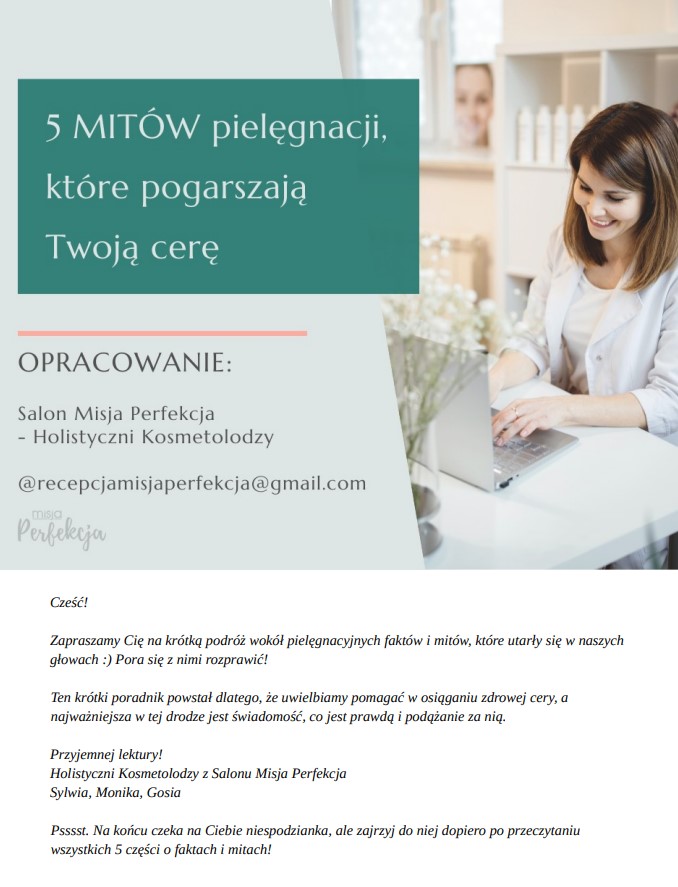 5 MITÓW pielęgnacji,
które pogarszają
Twoją cerę
OPRACOWANIE:
Salon Misja Perfekcja
- Holistyczni Kosmetolodzy
@recepcjamisjaperfekcja@gmail.com
misja
Perfekcja
Cześć!
Zapraszamy Cię na krótką podróż wokół pielęgnacyjnych faktów i mitów, które utarły się w naszych
głowach :) Pora się z nimi rozprawić!
Ten krótki poradnik powstał dlatego, że uwielbiamy pomagać w osiąganiu zdrowej cery, a
najważniejsza w tej drodze jest świadomość, co jest prawdą i podążanie za nią.
Przyjemnej lektury!
Holistyczni Kosmetolodzy z Salonu Misja Perfekcja
Sylwia, Monika, Gosia
Psssst. Na końcu czeka na Ciebie niespodzianka, ale zajrzyj do niej dopiero po przeczytaniu
wszystkich 5 części o faktach i mitach!